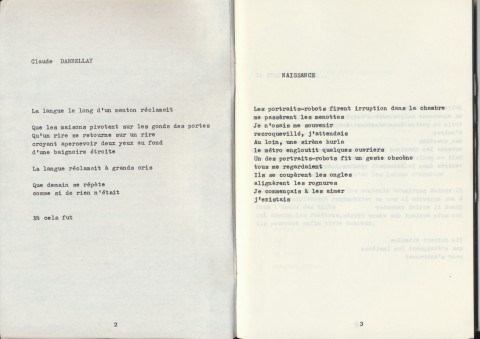 Claude DARBELLAY
La langue le long d'un menton réclamait
Que les maisons pivotent sur les gonds des portes
Qu'un rire se retourne sur un rire
croyant apercevoir deux yeux au fond
d'une baignoire étroite
La langue réclamait à grands cris
Que demain se répète
comme si de rien n'était
Et cela fut
2
NAISSANCE
Les portraits-robots firent irruption dans la chambre
se passèrent les menottes
Je n'osais me souvenir
recroquevillé, j'attendais
Au loin, une sirène hurla
le métro engloutit quelques ouvriers
Un des portraits-robots fit un geste obscène
tous me regardaient
Ils se coupèrent les ongles
alignèrent les rognures
Je commençais à les aimer
j'existais
3